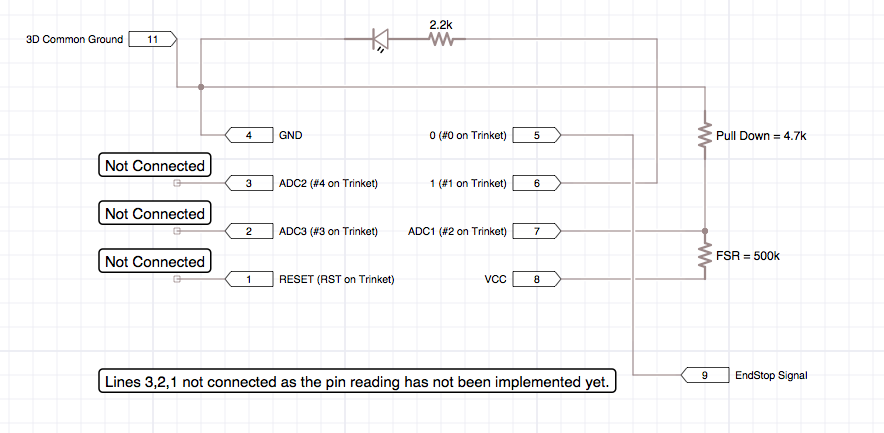 2.2k
3D Common Ground 11
4 GND 0 (#0 on Trinket) 5 Pull Down = 4.7k
Not Connected
3 ADC2 (#4 on Trinket) 1 (#1 on Trinket) 6
Not Connected
2 ADC3 (#3 on Trinket) ADC1 (#2 on Trinket) 7
Not Connected FSR = 500k
1 RESET (RST on Trinket) VCC 8
Lines 3,2,1 not connected as the pin reading has not been implemented yet. 9 EndStop Signal